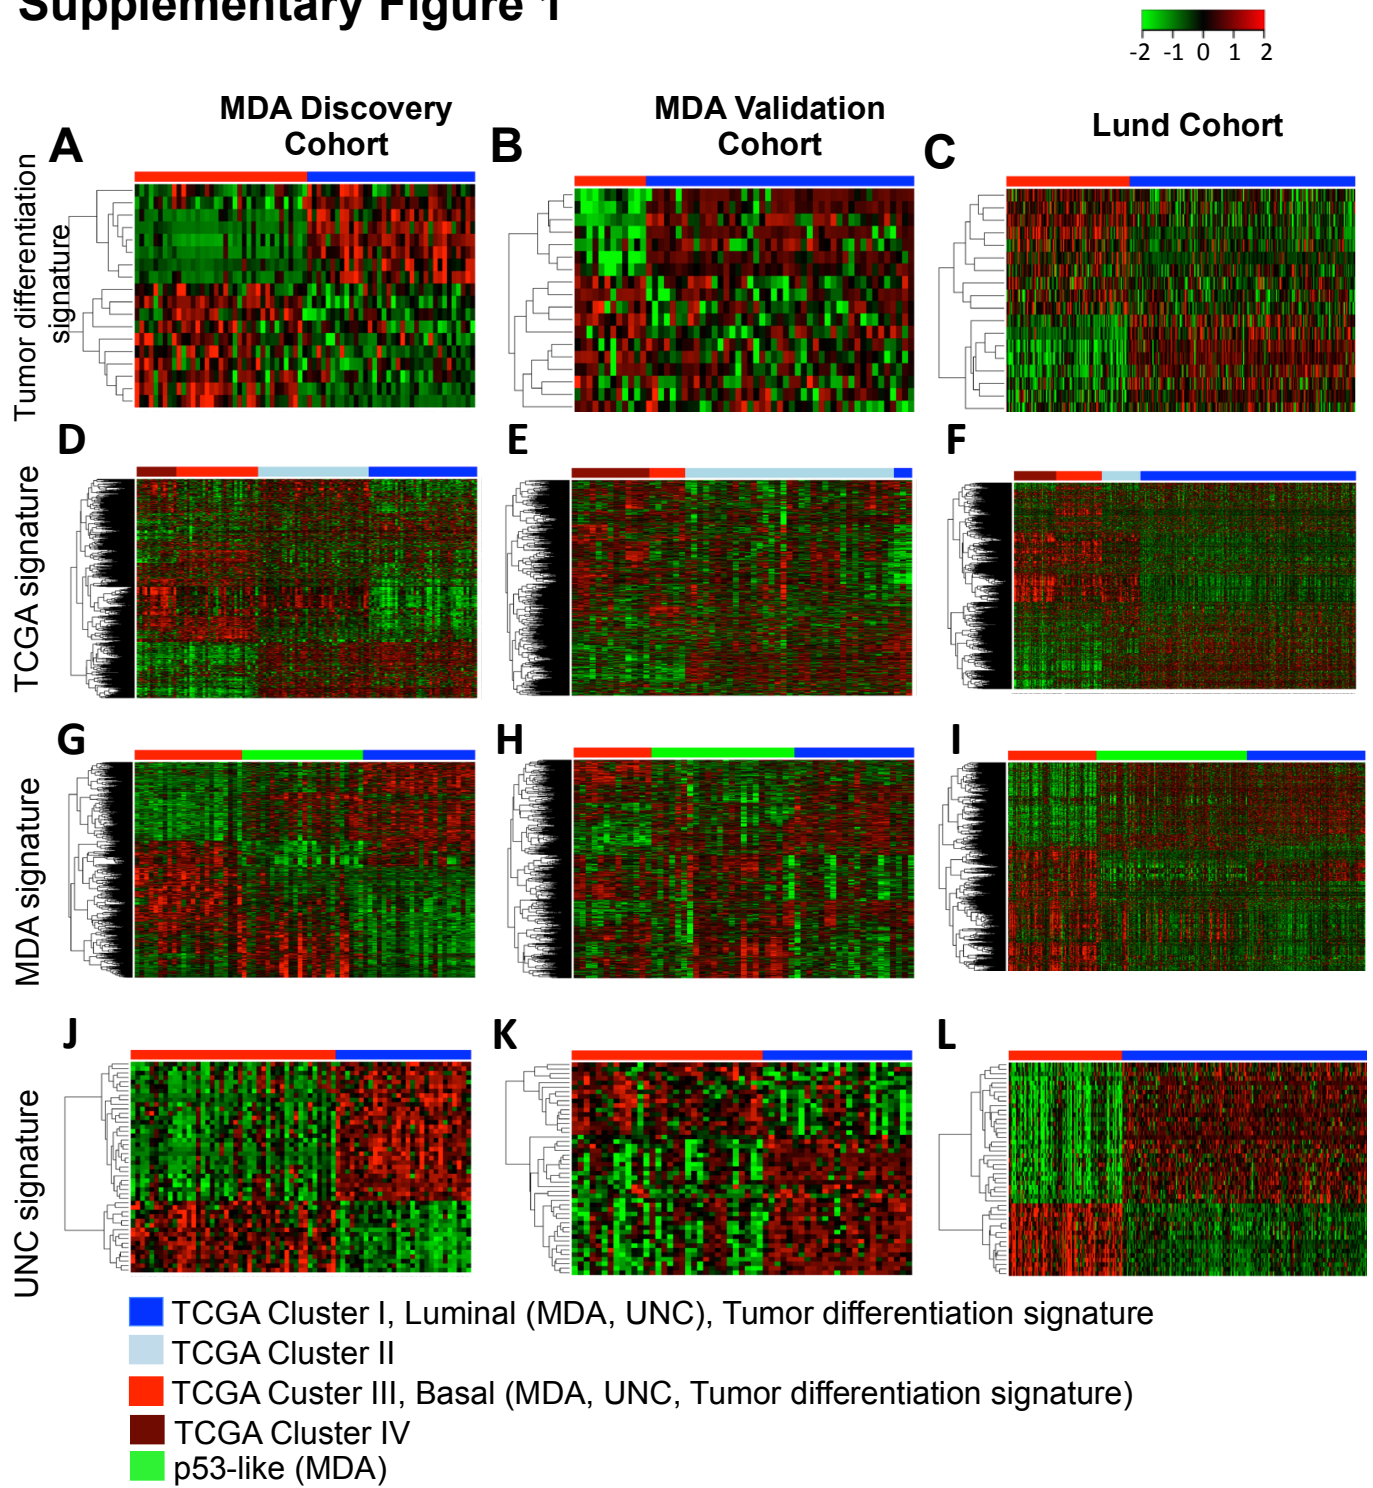 Supplementary Figure 1
-2 -1 0 1 2
MDA Discovery
Cohort
MDA Validation
Cohort
Lund Cohort
A
B
C
Tumor differentiation
signature
D
E
F
TCGA signature
G
H
I
MDA signature
J
K
L
UNC signature
TCGA Cluster I, Luminal (MDA, UNC), Tumor differentiation signature
TCGA Cluster II
TCGA Custer III, Basal (MDA, UNC, Tumor differentiation signature)
TCGA Cluster IV
p53-like (MDA)